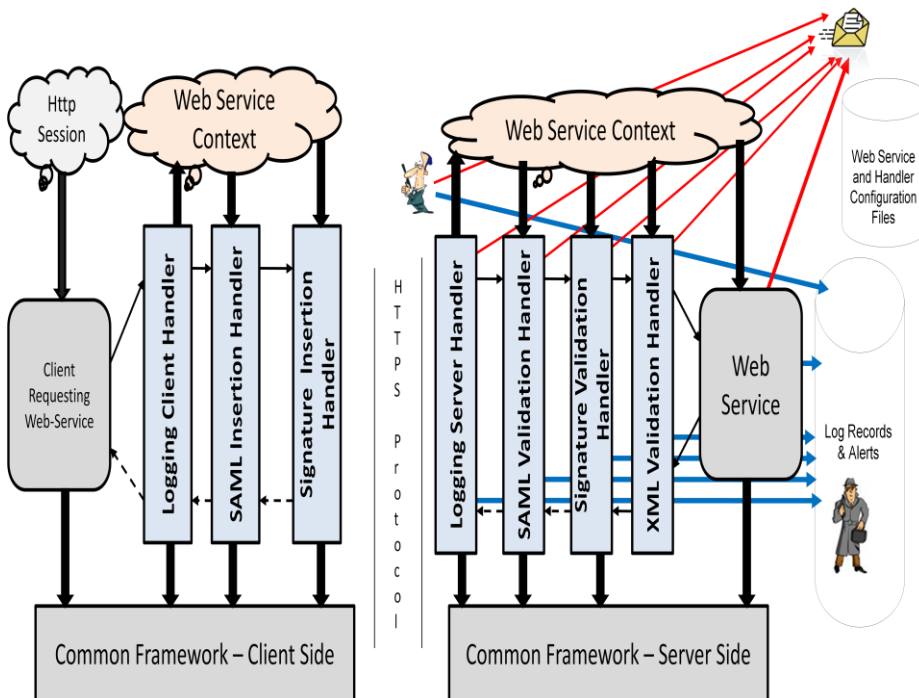 Http
Session
Web Service
Context
Client
Requesting
Web-Service
Logging Client Handler
SAML Insertion Handler
Signature Insertion
Handler
Common Framework – Client Side
HTTPS Protocol
Web Service Context
Logging Server Handler
SAML Validation Handler
Signature Validation
Handler
XML Validation Handler
Web
Service
Common Framework – Server Side
Web Service
and Handler
Configuration
Files
Log Records
& Alerts